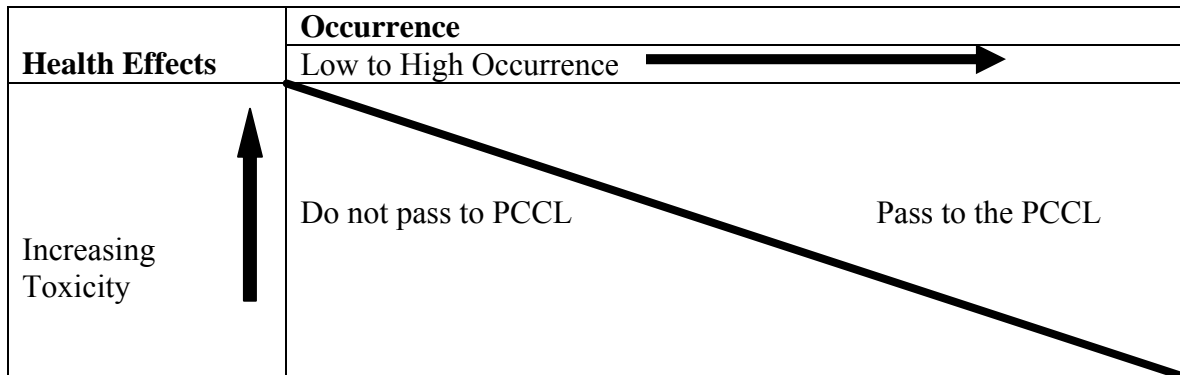 Occurrence
Health Effects
Low to High Occurrence
Do not pass to PCCL
Pass to the PCCL
Increasing
Toxicity